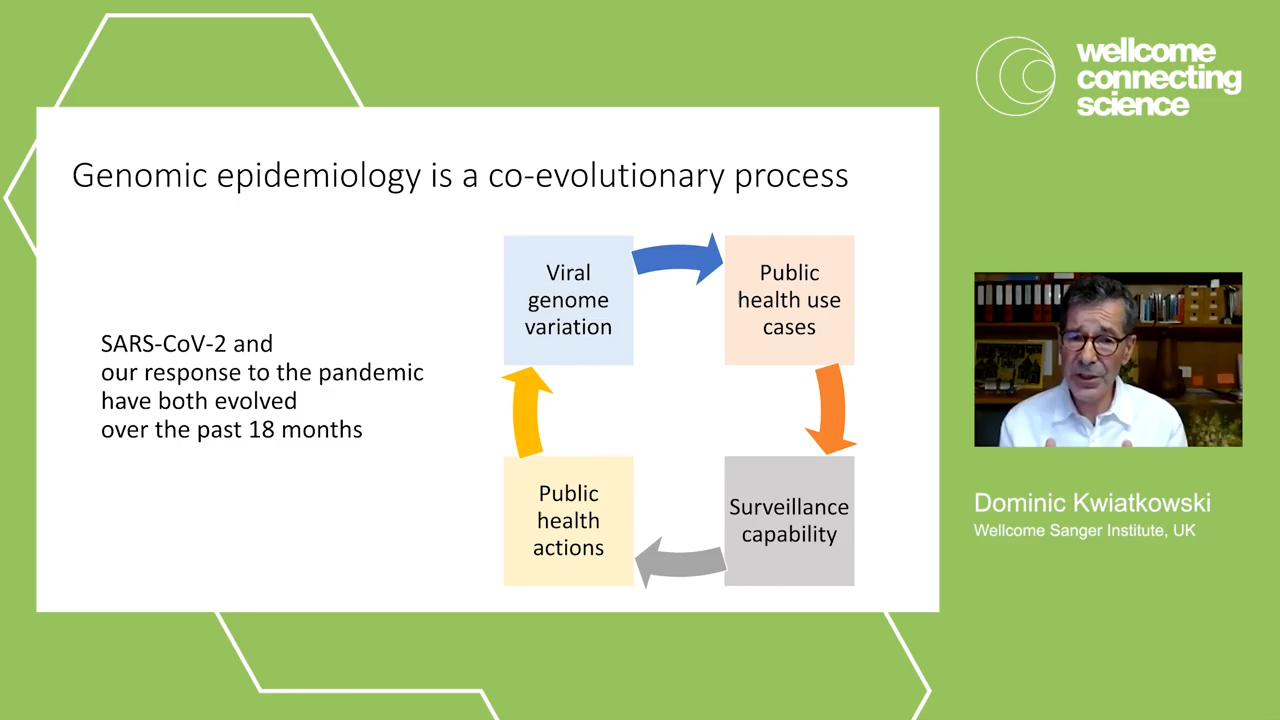 wellcome
connecting
science
Genomic epidemiology is a co-evolutionary process
SARS-CoV-2 and
our response to the pandemic
have both evolved
over the past 18 months
Viral
genome
variation
Public
health use
cases
Surveillance
capability
Public
health
actions
Dominic Kwiatkowski
Wellcome Sanger Institute, UK